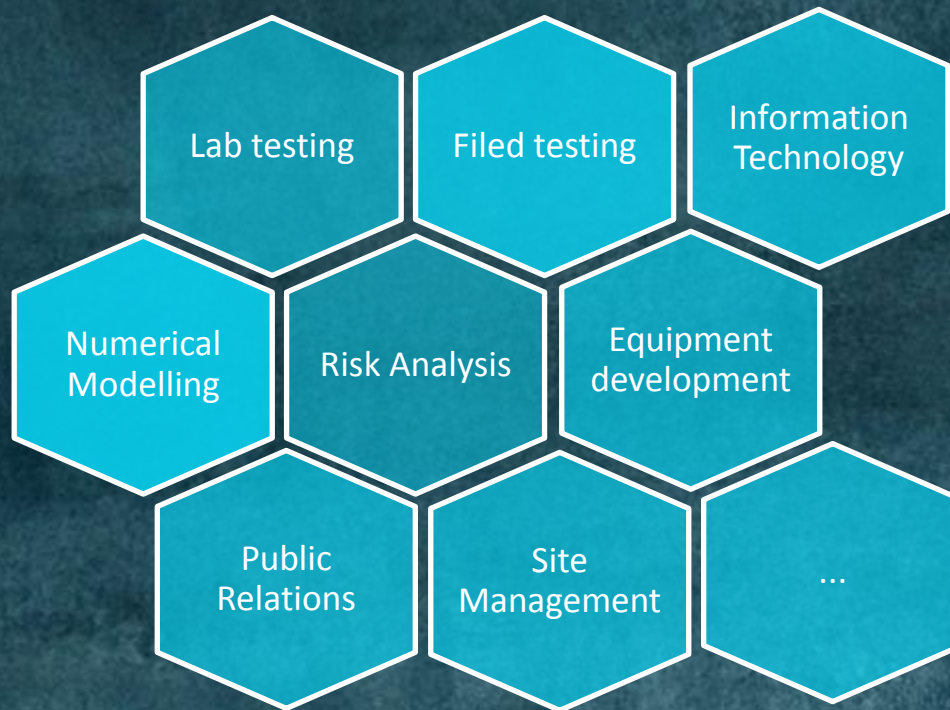 Lab testing
Filed testing
Information
Technology
Numerical
Modelling
Risk Analysis
Equipment
development
Public
Relations
Site
Management
...